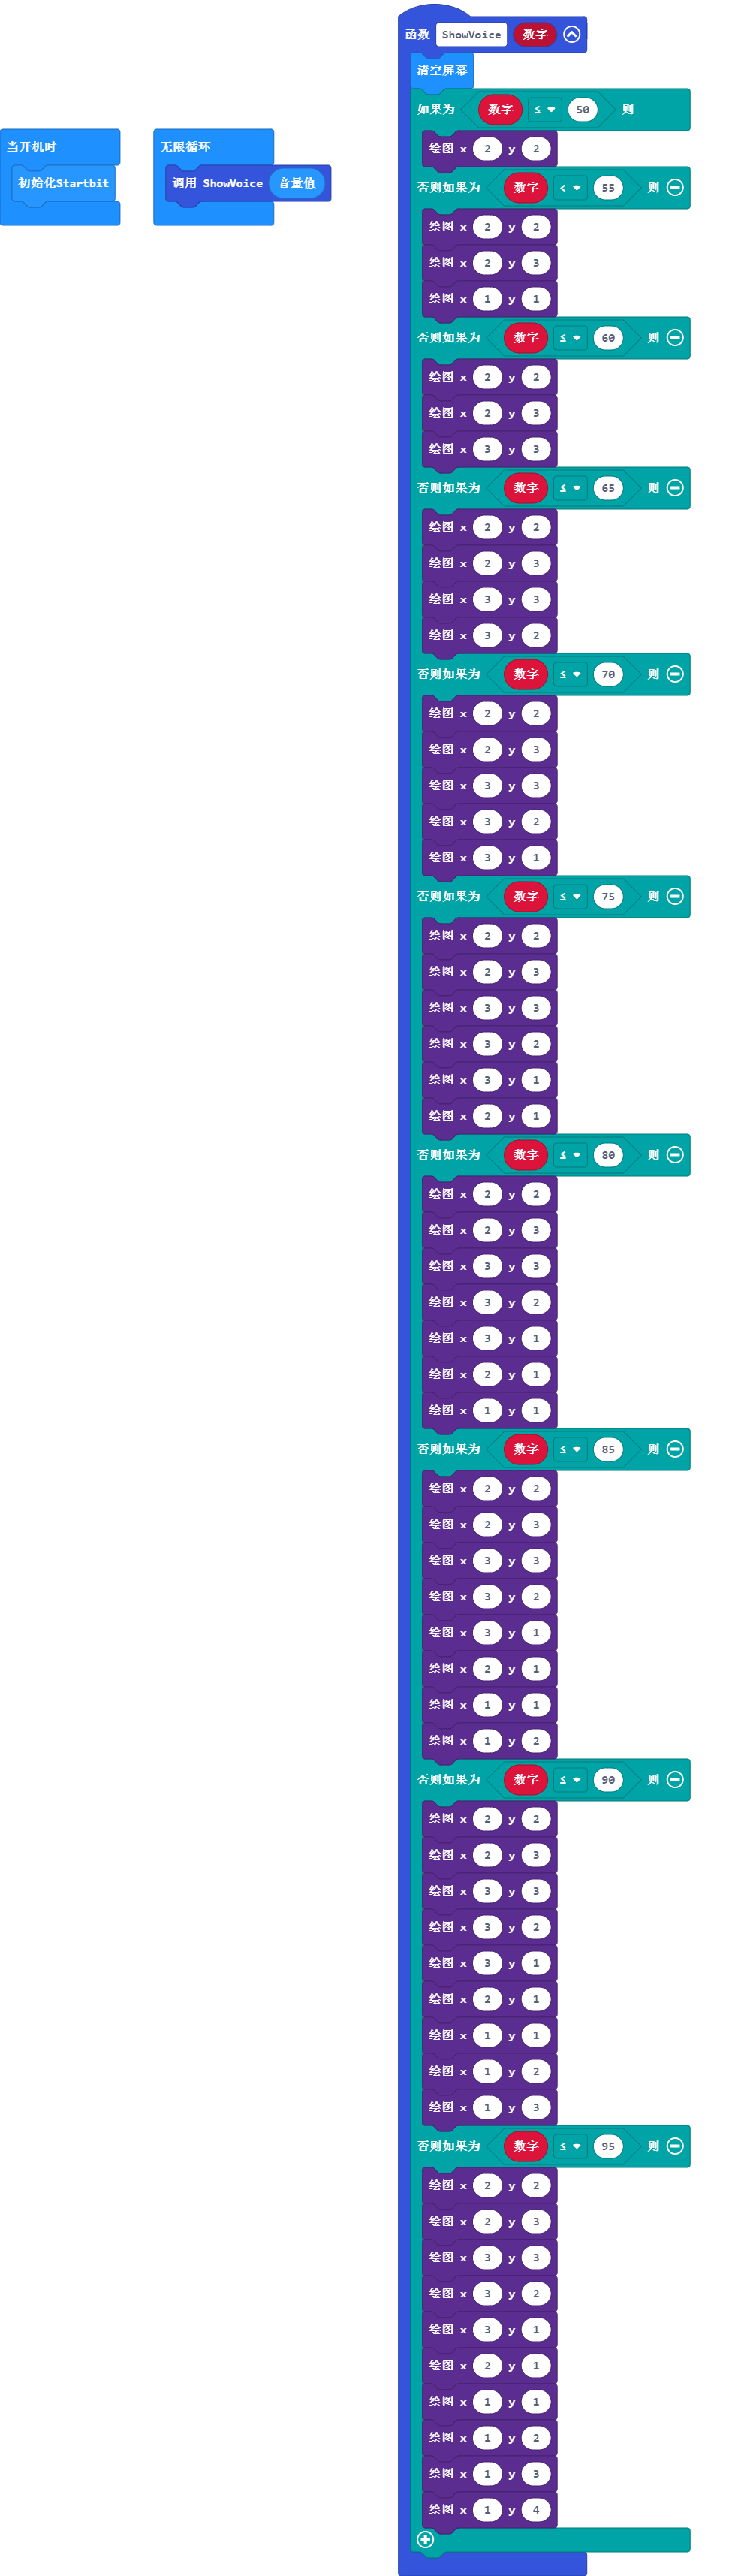 当开机时
初始化Startbit
无限循环
调用 ShowVoice 音量值
函数 ShowVoice 数字
清空屏幕
如果为 数字 ≤ 50 则
绘图 x 2 y 2
否则如果为 数字 < 55 则
绘图 x 2 y 2
绘图 x 2 y 3
绘图 x 1 y 1
否则如果为 数字 ≤ 60 则
绘图 x 2 y 2
绘图 x 2 y 3
绘图 x 3 y 3
否则如果为 数字 ≤ 65 则
绘图 x 2 y 2
绘图 x 2 y 3
绘图 x 3 y 3
绘图 x 3 y 2
否则如果为 数字 ≤ 70 则
绘图 x 2 y 2
绘图 x 2 y 3
绘图 x 3 y 3
绘图 x 3 y 2
绘图 x 3 y 1
否则如果为 数字 ≤ 75 则
绘图 x 2 y 2
绘图 x 2 y 3
绘图 x 3 y 3
绘图 x 3 y 2
绘图 x 3 y 1
绘图 x 2 y 1
否则如果为 数字 ≤ 80 则
绘图 x 2 y 2
绘图 x 2 y 3
绘图 x 3 y 3
绘图 x 3 y 2
绘图 x 3 y 1
绘图 x 2 y 1
绘图 x 1 y 1
否则如果为 数字 ≤ 85 则
绘图 x 2 y 2
绘图 x 2 y 3
绘图 x 3 y 3
绘图 x 3 y 2
绘图 x 3 y 1
绘图 x 2 y 1
绘图 x 1 y 1
绘图 x 1 y 2
否则如果为 数字 ≤ 90 则
绘图 x 2 y 2
绘图 x 2 y 3
绘图 x 3 y 3
绘图 x 3 y 2
绘图 x 3 y 1
绘图 x 2 y 1
绘图 x 1 y 1
绘图 x 1 y 2
绘图 x 1 y 3
否则如果为 数字 ≤ 95 则
绘图 x 2 y 2
绘图 x 2 y 3
绘图 x 3 y 3
绘图 x 3 y 2
绘图 x 3 y 1
绘图 x 2 y 1
绘图 x 1 y 1
绘图 x 1 y 2
绘图 x 1 y 3
绘图 x 1 y 4